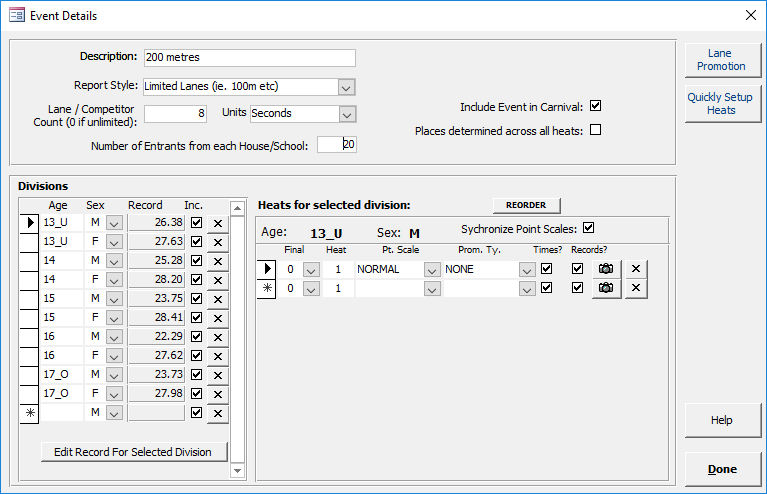 Event Details
Description: 200 metres
Report Style: Limited Lanes (ie. 100m etc)
Lane / Competitor
Count (0 if unlimited): 8 Units Seconds
Number of Entrants from each House/School: 20
Include Event in Carnival:
Places determined across all heats:
Lane
Promotion
Quickly Setup
Heats
Divisions
Age Sex Record Inc.
13_U M 26.38
13_U F 27.63
14 M 25.28
14 F 28.20
15 M 23.75
15 F 28.41
16 M 22.29
16 F 27.62
17_O M 23.73
17_O F 27.98
M
Edit Record For Selected Division
Heats for selected division: REORDER
Age: 13_U Sex: M Sychronize Point Scales:
Final Heat Pt. Scale Prom. Ty. Times? Records?
0 1 NORMAL NONE
0 1
Help
Done